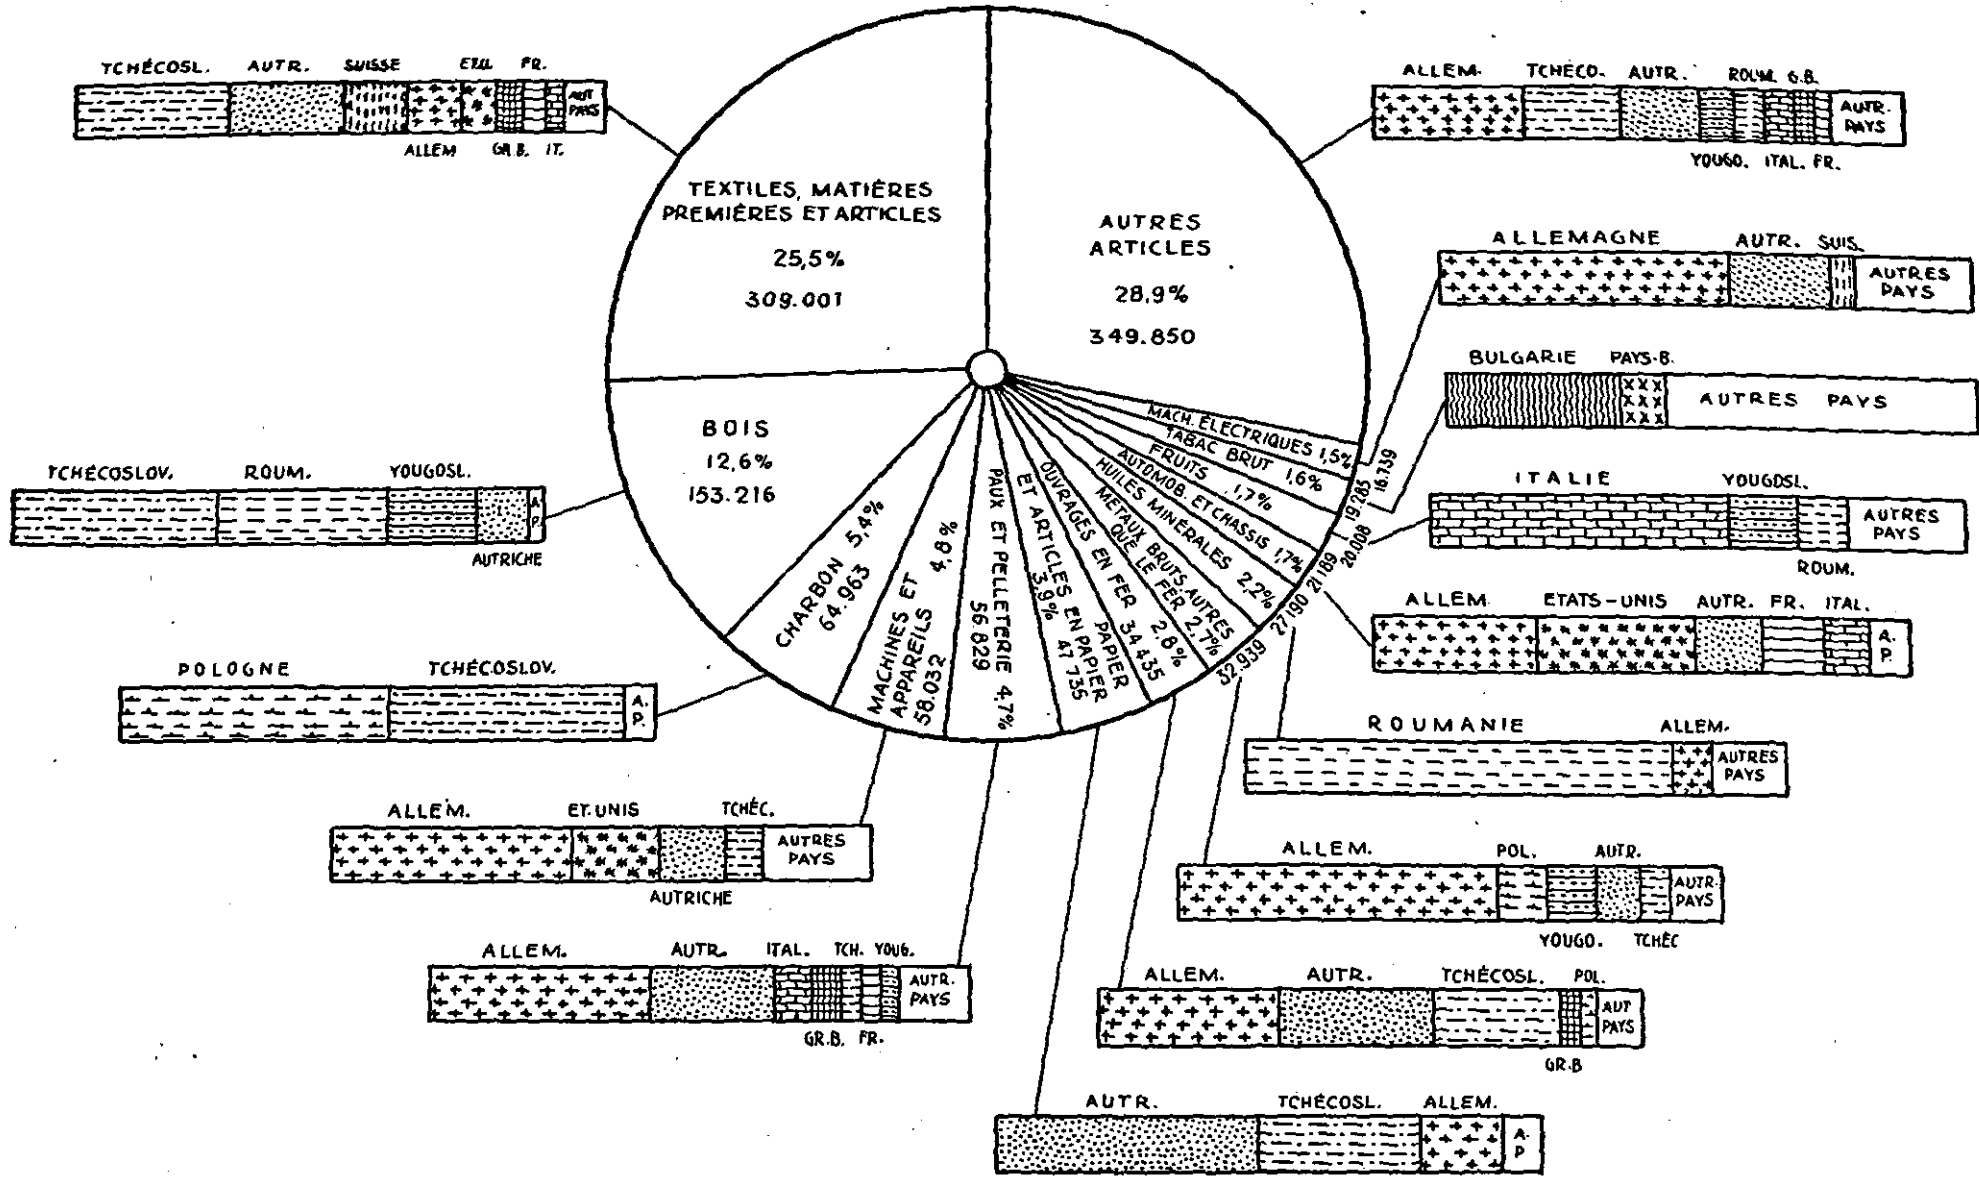 TCHÉCOSL. AUTR. SUISSE FR.
AUT
PAYS
ALLEM GR.B. IT.
ALLEM. TCHÉCO. AUTR. ROUM. G.B.
AUTR.
PAYS
YOUGO. ITAL. FR.
TEXTILES, MATIÈRES
PREMIÈRES ET ARTICLES
25,5%
309.001
AUTRES
ARTICLES
28,9%
349.850
ALLEMAGNE AUTR. SUIS.
AUTRES
PAYS
BULGARIE PAYS-B.
AUTRES PAYS
MACH. ÉLECTRIQUES 1,5%
16.739
TABAC BRUT 1,6%
19.285
FRUITS 1,7%
20.008
AUTOMOB. ET CHASSIS 1,7%
21.189
HUILES MINÉRALES 2,2%
27.190
MÉTAUX BRUTS AUTRES
QUE LE FER 2,7%
32.939
OUVRAGES EN FER 2,8%
34.435
PAPIER
ET ARTICLES EN PAPIER
3,9% 47.735
PAUX ET PELLETERIE 4,7%
56.829
MACHINES ET
APPAREILS 4,8%
58.032
CHARBON 5,4%
64.963
BOIS
12,6%
153.216
TCHÉCOSLOV. ROUM. YOUGOSL.
A.
P.
AUTRICHE
ITALIE YOUGOSL.
AUTRES
PAYS
ROUM.
ALLEM. ETATS-UNIS AUTR. FR. ITAL.
A.
P.
POLOGNE TCHÉCOSLOV.
A.
P.
ROUMANIE ALLEM.
AUTRES
PAYS
ALLEM. ET.UNIS TCHÉC.
AUTRES
PAYS
AUTRICHE
ALLEM. POL. AUTR.
AUTR.
PAYS
YOUGO. TCHÉC
ALLEM. AUTR. ITAL. TCH. YOUG.
AUTR.
PAYS
GR.B. FR.
ALLEM. AUTR. TCHÉCOSL. POL.
AUT
PAYS
GR.B
AUTR. TCHÉCOSL. ALLEM.
A.
P